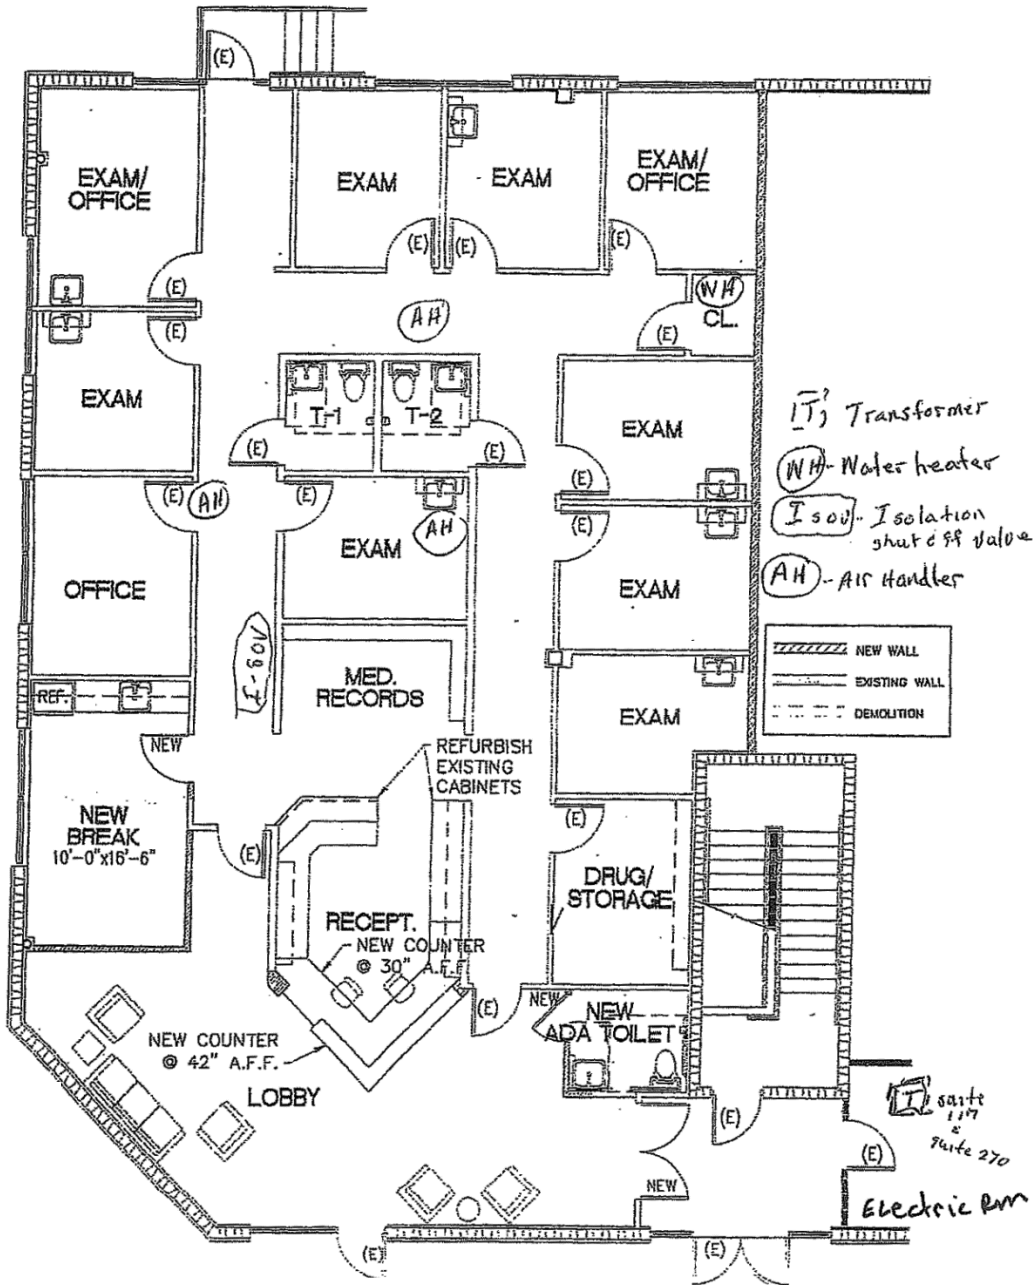 (E)
EXAM/
OFFICE
EXAM
EXAM
EXAM/
OFFICE
(E)
(E)
(E)
(E)
WH
CL.
(E)
(E)
AH
EXAM
T-1
T-2
EXAM
(E)
(E)
(E)
(E)
AH
(E)
(E)
EXAM
AH
OFFICE
EXAM
IT, Transformer
WH - Water heater
I sov - Isolation
shut off valve
AH - Air Handler
NEW WALL
EXISTING WALL
DEMOLITION
MED.
RECORDS
EXAM
REF.
NEW
REFURBISH
EXISTING
CABINETS
NEW
BREAK
10'-0"x16'-6"
(E)
(E)
DRUG/
STORAGE
RECEPT.
NEW COUNTER
@ 30" A.F.F.
(E)
NEW
NEW
ADA TOILET
NEW COUNTER
@ 42" A.F.F.
LOBBY
(E)
NEW
(E)
T suite
117
&
suite 270
Electric Rm
(E)
(E)